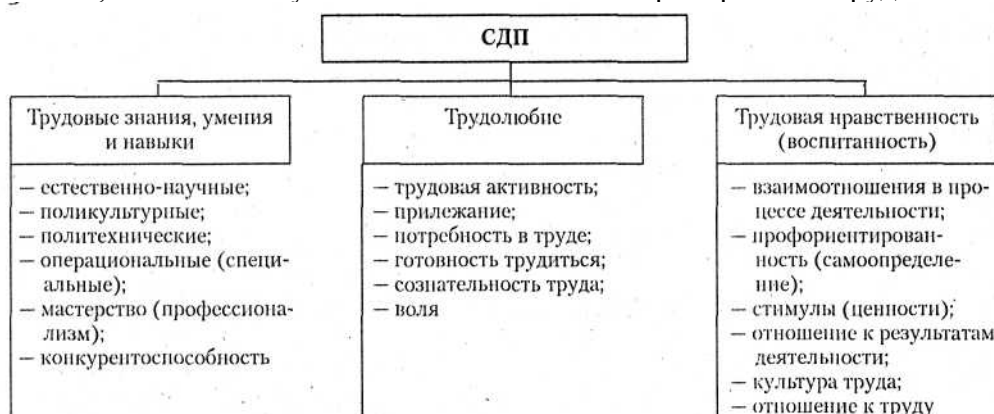 СДП
Трудовые знания, умения
и навыки
— естественно-научные;
— поликультурные;
— политехнические;
— операциональные (специ-
альные);
— мастерство (профессиона-
лизм);
— конкурентоспособность
Трудолюбие
— трудовая активность;
— прилежание;
— потребность в труде;
— готовность трудиться;
— сознательность труда;
— воля
Трудовая нравственность
(воспитанность)
— взаимоотношения в про-
цессе деятельности;
— профориентирован-
ность (самоопределе-
ние);
— стимулы (ценности);
— отношение к результатам
деятельности;
— культура труда;
— отношение к труду